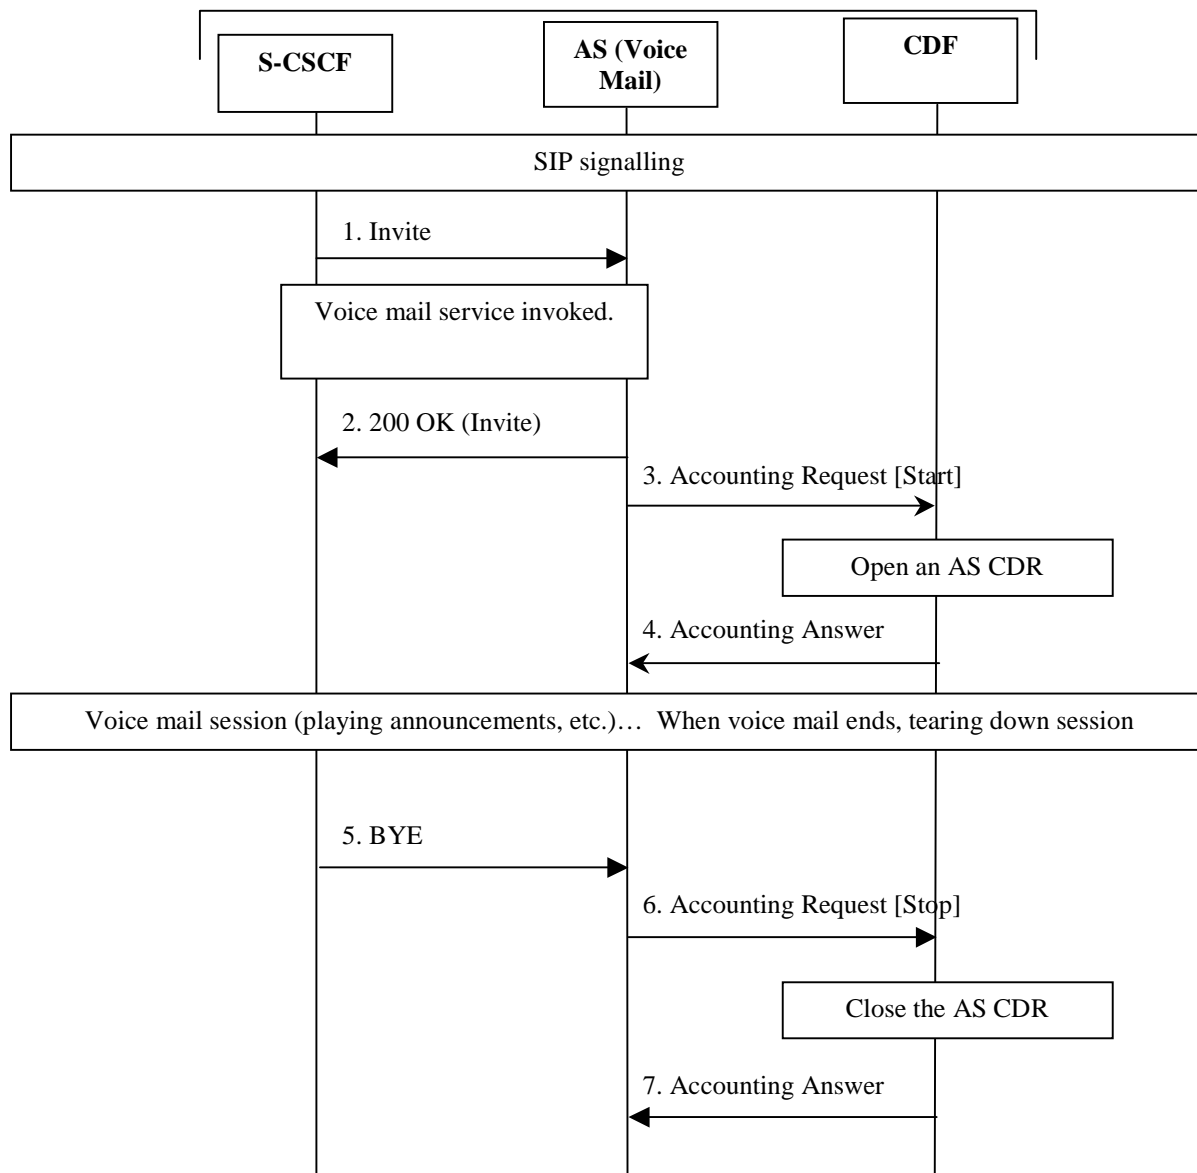 S-CSCF
AS (Voice
Mail)
CDF
SIP signalling
1. Invite
Voice mail service invoked.
2. 200 OK (Invite)
3. Accounting Request [Start]
Open an AS CDR
4. Accounting Answer
Voice mail session (playing announcements, etc.)… When voice mail ends, tearing down session
5. BYE
6. Accounting Request [Stop]
Close the AS CDR
7. Accounting Answer